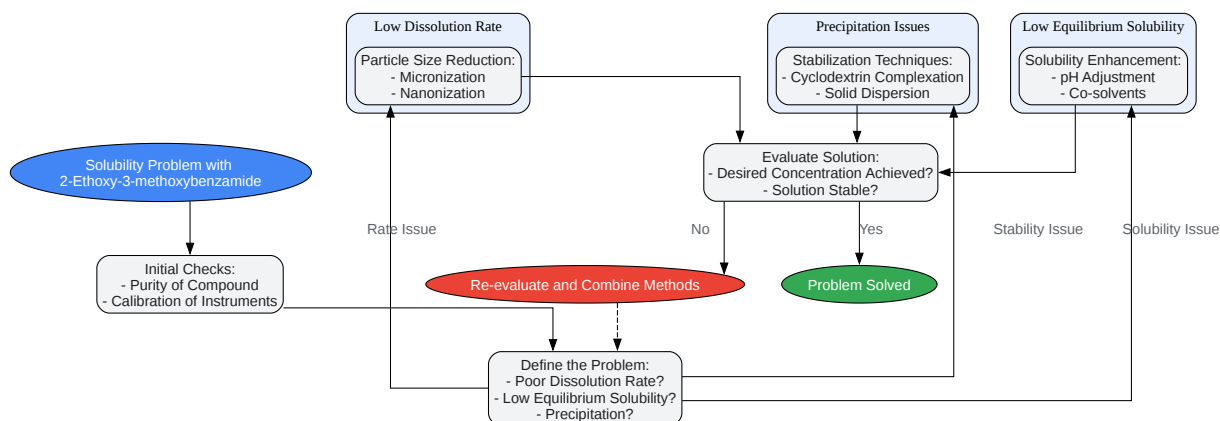 Low Dissolution Rate
Particle Size Reduction:
- Micronization
- Nanonization
Precipitation Issues
Stabilization Techniques:
- Cyclodextrin Complexation
- Solid Dispersion
Low Equilibrium Solubility
Solubility Enhancement:
- pH Adjustment
- Co-solvents
Solubility Problem with
2-Ethoxy-3-methoxybenzamide
Evaluate Solution:
- Desired Concentration Achieved?
- Solution Stable?
Rate Issue
No
Yes
Stability Issue
Solubility Issue
Initial Checks:
- Purity of Compound
- Calibration of Instruments
Re-evaluate and Combine Methods
Problem Solved
Define the Problem:
- Poor Dissolution Rate?
- Low Equilibrium Solubility?
- Precipitation?